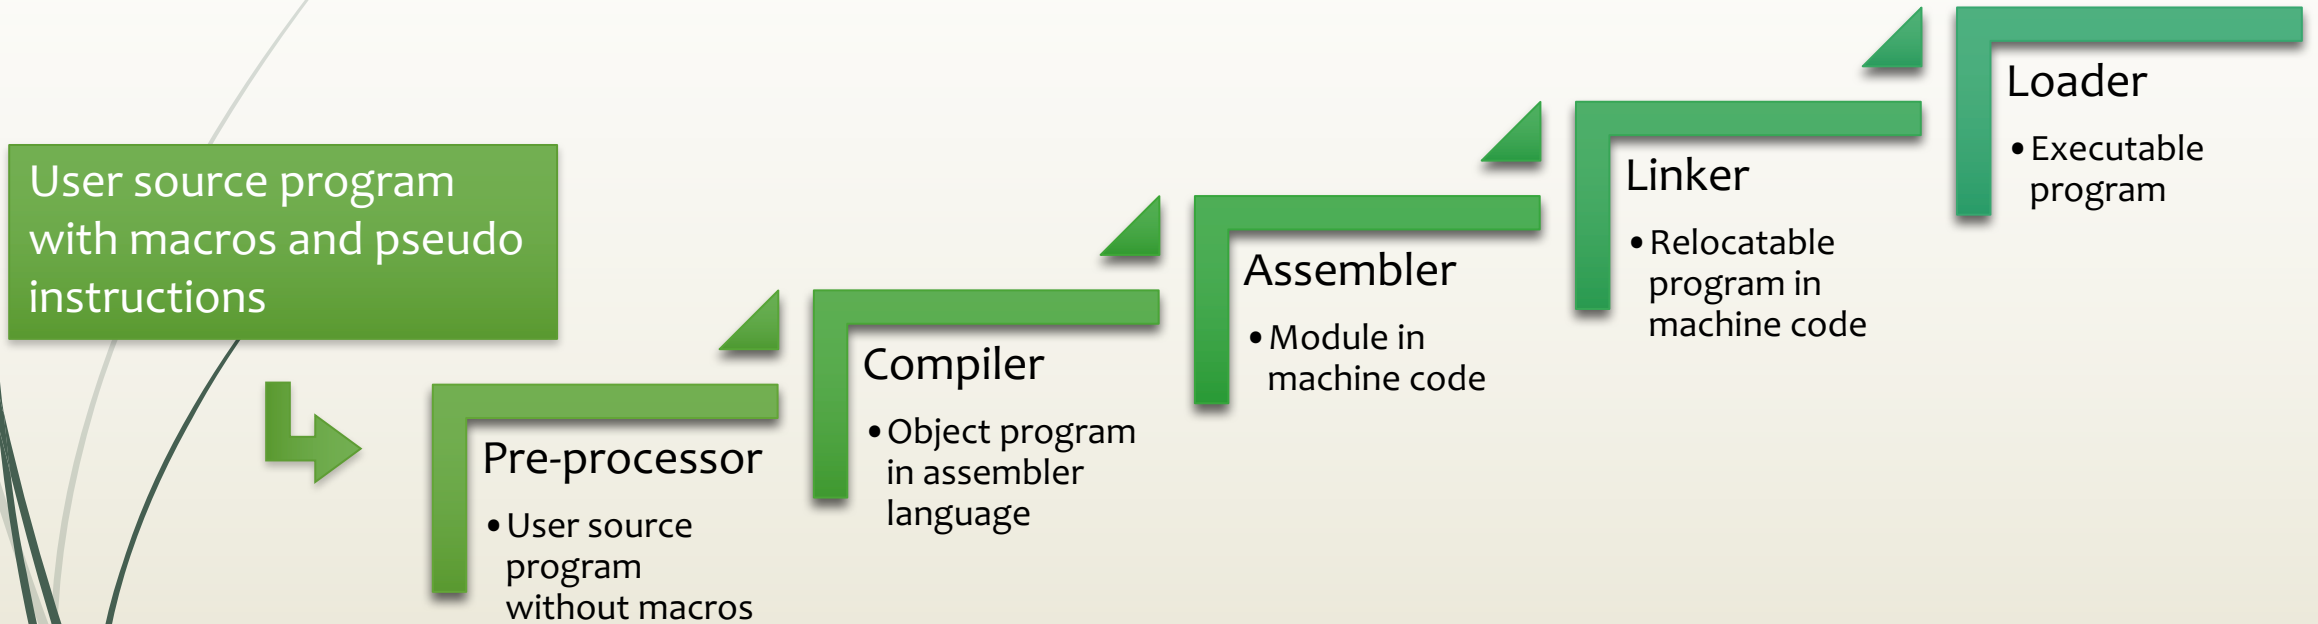 User source program
with macros and pseudo
instructions
Pre-processor
•User source
program
without macros
Compiler
•Object program
in assembler
language
Assembler
•Module in
machine code
Linker
•Relocatable
program in
machine code
Loader
•Executable
program